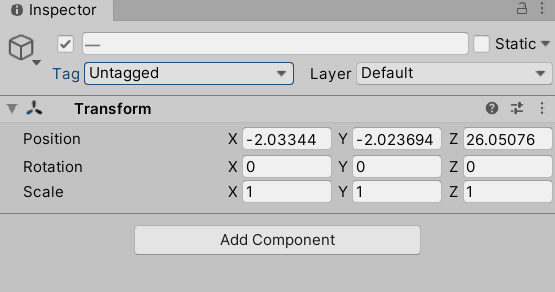 Inspector
— Static
Tag Untagged Layer Default
Transform
Position X -2.03344 Y -2.023694 Z 26.05076
Rotation X 0 Y 0 Z 0
Scale X 1 Y 1 Z 1
Add Component